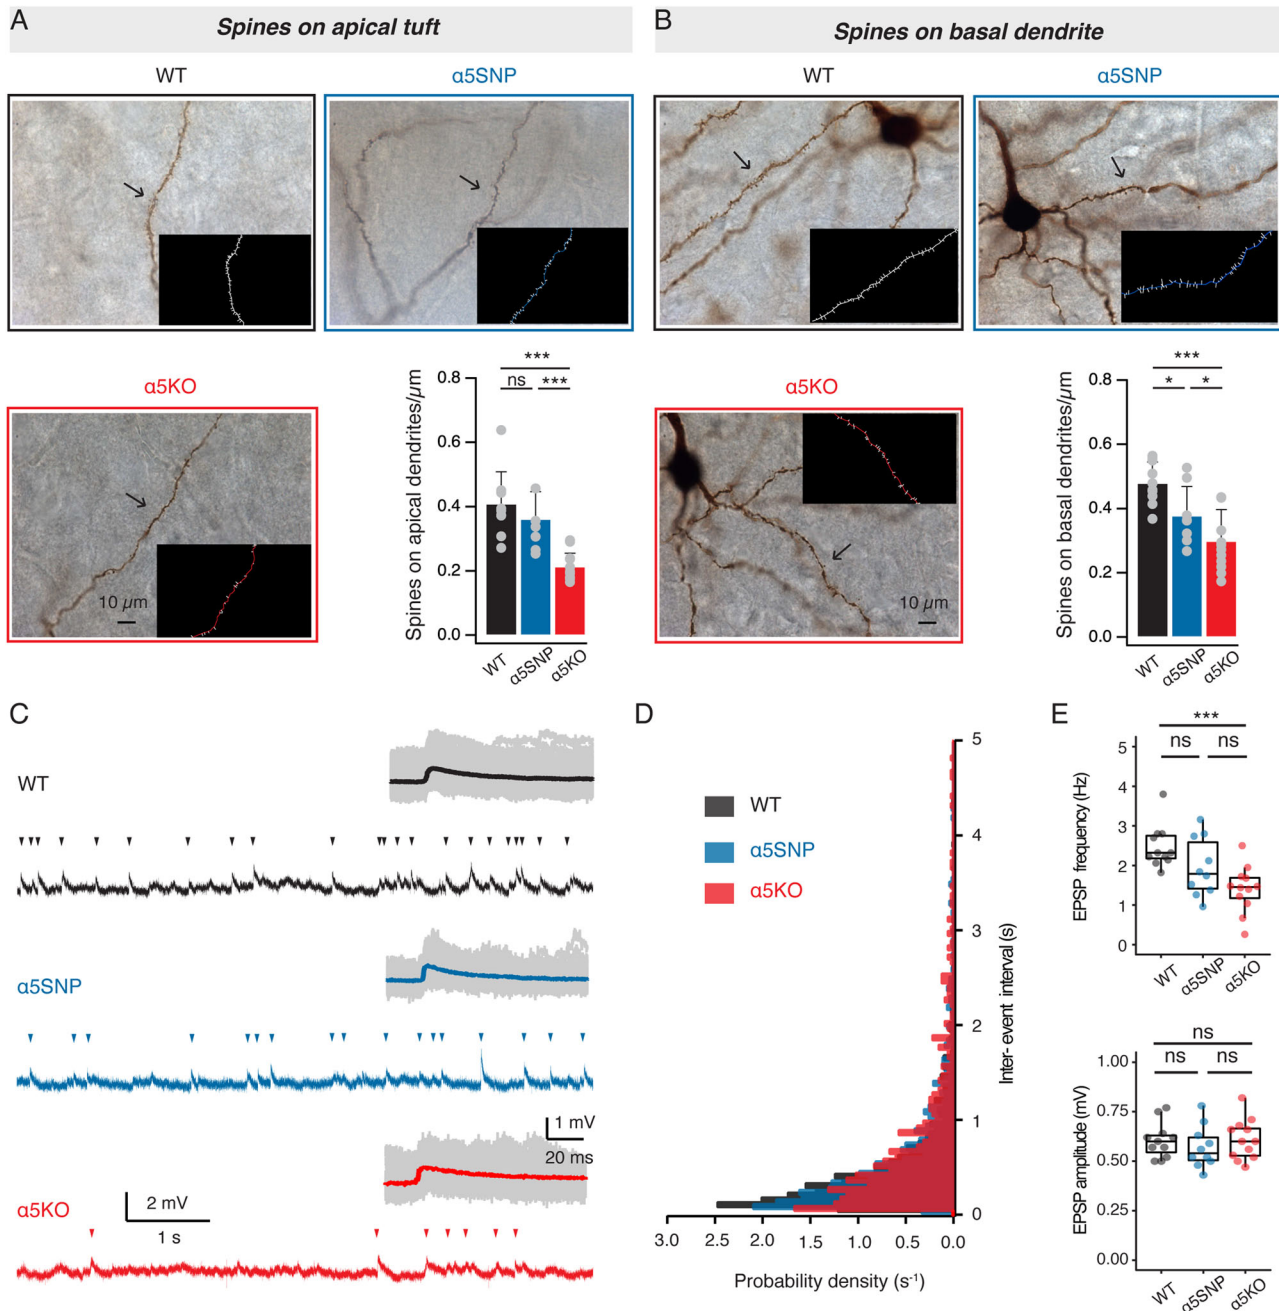 A
Spines on apical tuft
WT
α5SNP
α5KO
10 µm
Spines on apical dendrites/µm
0.8
0.6
0.4
0.2
0.0
***
ns
***
WT
α5SNP
α5KO
B
Spines on basal dendrite
WT
α5SNP
α5KO
10 µm
Spines on basal dendrites/µm
0.8
0.6
0.4
0.2
0.0
***
*
*
WT
α5SNP
α5KO
C
WT
α5SNP
1 mV
20 ms
α5KO
2 mV
1 s
D
WT
α5SNP
α5KO
5
4
3
2
1
0
Inter-event interval (s)
3.0
2.5
2.0
1.5
1.0
0.5
0.0
Probability density (s⁻¹)
E
***
ns
ns
EPSP frequency (Hz)
5
4
3
2
1
0
WT
α5SNP
α5KO
ns
ns
ns
EPSP amplitude (mV)
1.00
0.75
0.50
0.25
0.00
WT
α5SNP
α5KO